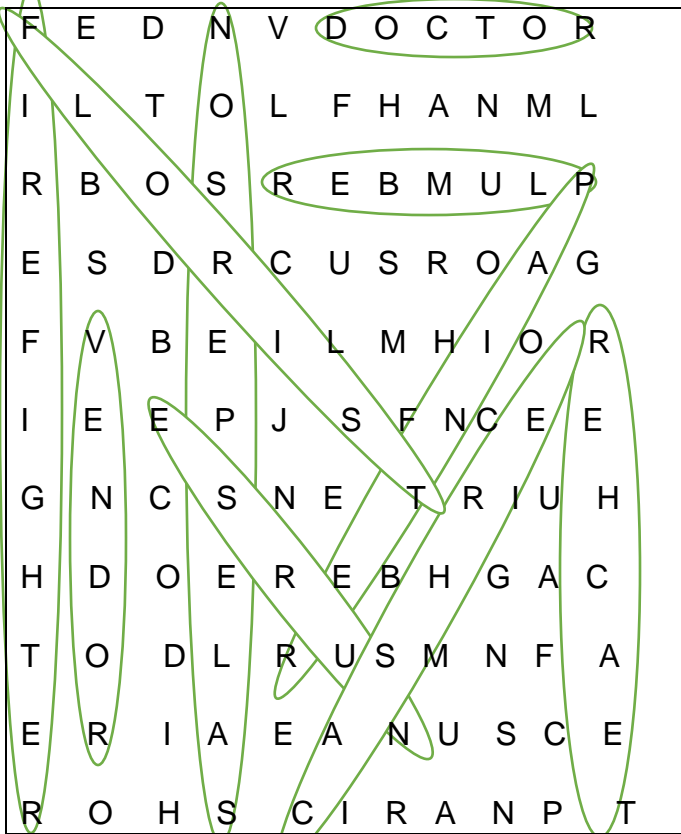 F E D N V D O C T O R
I L T O L F H A N M L
R B O S R E B M U L P
E S D R C U S R O A G
F V B E I L M H I O R
I E E P J S F N C E E
G N C S N E T R I U H
H D O E R E B H G A C
T O D L R U S M N F A
E R I A E A N U S C E
R O H S C I R A N P T